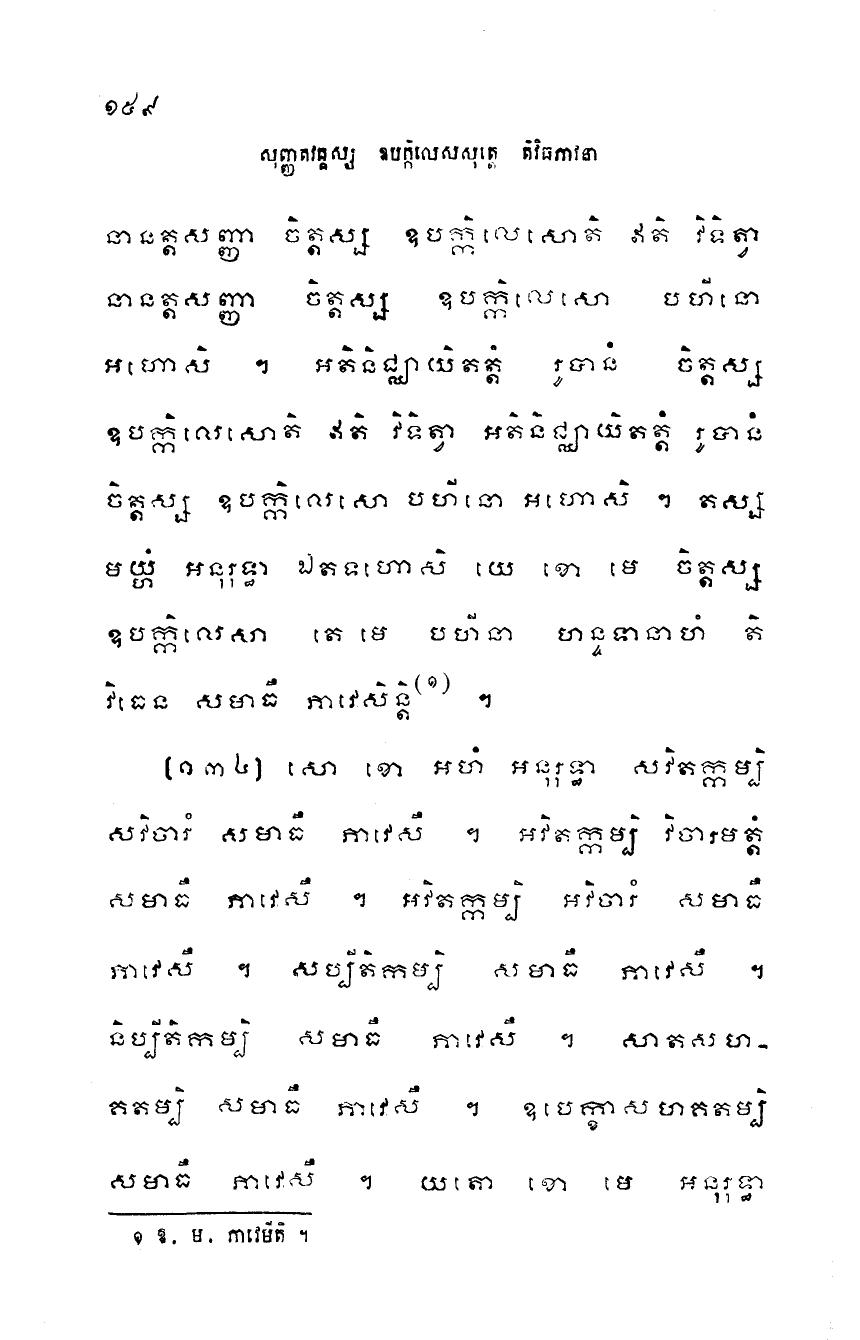 ១៥៩
សុញ្ញតវគ្គស្ស ឧបក្កិលេសសុត្តេ តិវិធភាវនា
នានត្តសញ្ញា ចិត្តស្ស ឧបក្កិលេសោតិ ឥតិ វិទិត្វា
នានត្តសញ្ញា ចិត្តស្ស ឧបក្កិលេសោ បហីនោ
អហោសិ ។ អតិនិជ្ឈាយិតត្តំ រូបានំ ចិត្តស្ស
ឧបក្កិលេសោតិ ឥតិ វិទិត្វា អតិនិជ្ឈាយិតត្តំ រូបានំ
ចិត្តស្ស ឧបក្កិលេសោ បហីនោ អហោសិ ។ តស្ស
មយ្ហំ អនុរុទ្ធា ឯតទហោសិ យេ ខោ មេ ចិត្តស្ស
ឧបក្កិលេសា តេ មេ បហីនា ហន្ទទានាហំ តិ
វិធេន សមាធឹ ភាវេសិន្តិ(១) ។
[១៣៤] សោ ខោ អហំ អនុរុទ្ធា សវិតក្កម្បិ
សវិចារំ សមាធឹ ភាវេសឹ ។ អវិតក្កម្បិ វិចារមត្តំ
សមាធឹ ភាវេសឹ ។ អវិតក្កម្បិ អវិចារំ សមាធឹ
ភាវេសឹ ។ សប្បីតិកម្បិ សមាធឹ ភាវេសឹ ។
និប្បីតិកម្បិ សមាធឹ ភាវេសឹ ។ សាតសហ-
គតម្បិ សមាធឹ ភាវេសឹ ។ ឧបេក្ខាសហគតម្បិ
សមាធឹ ភាវេសឹ ។ យតោ ខោ មេ អនុរុទ្ធា
១ ឱ. ម. ភាវេមីតិ ។